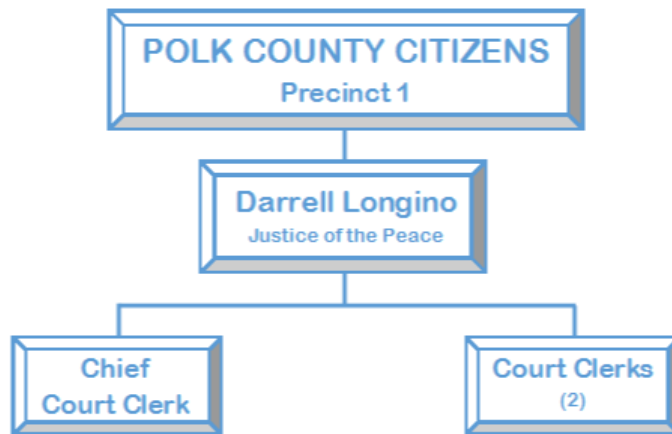 POLK COUNTY CITIZENS
Precinct 1
Darrell Longino
Justice of the Peace
Chief
Court Clerk
Court Clerks
(2)